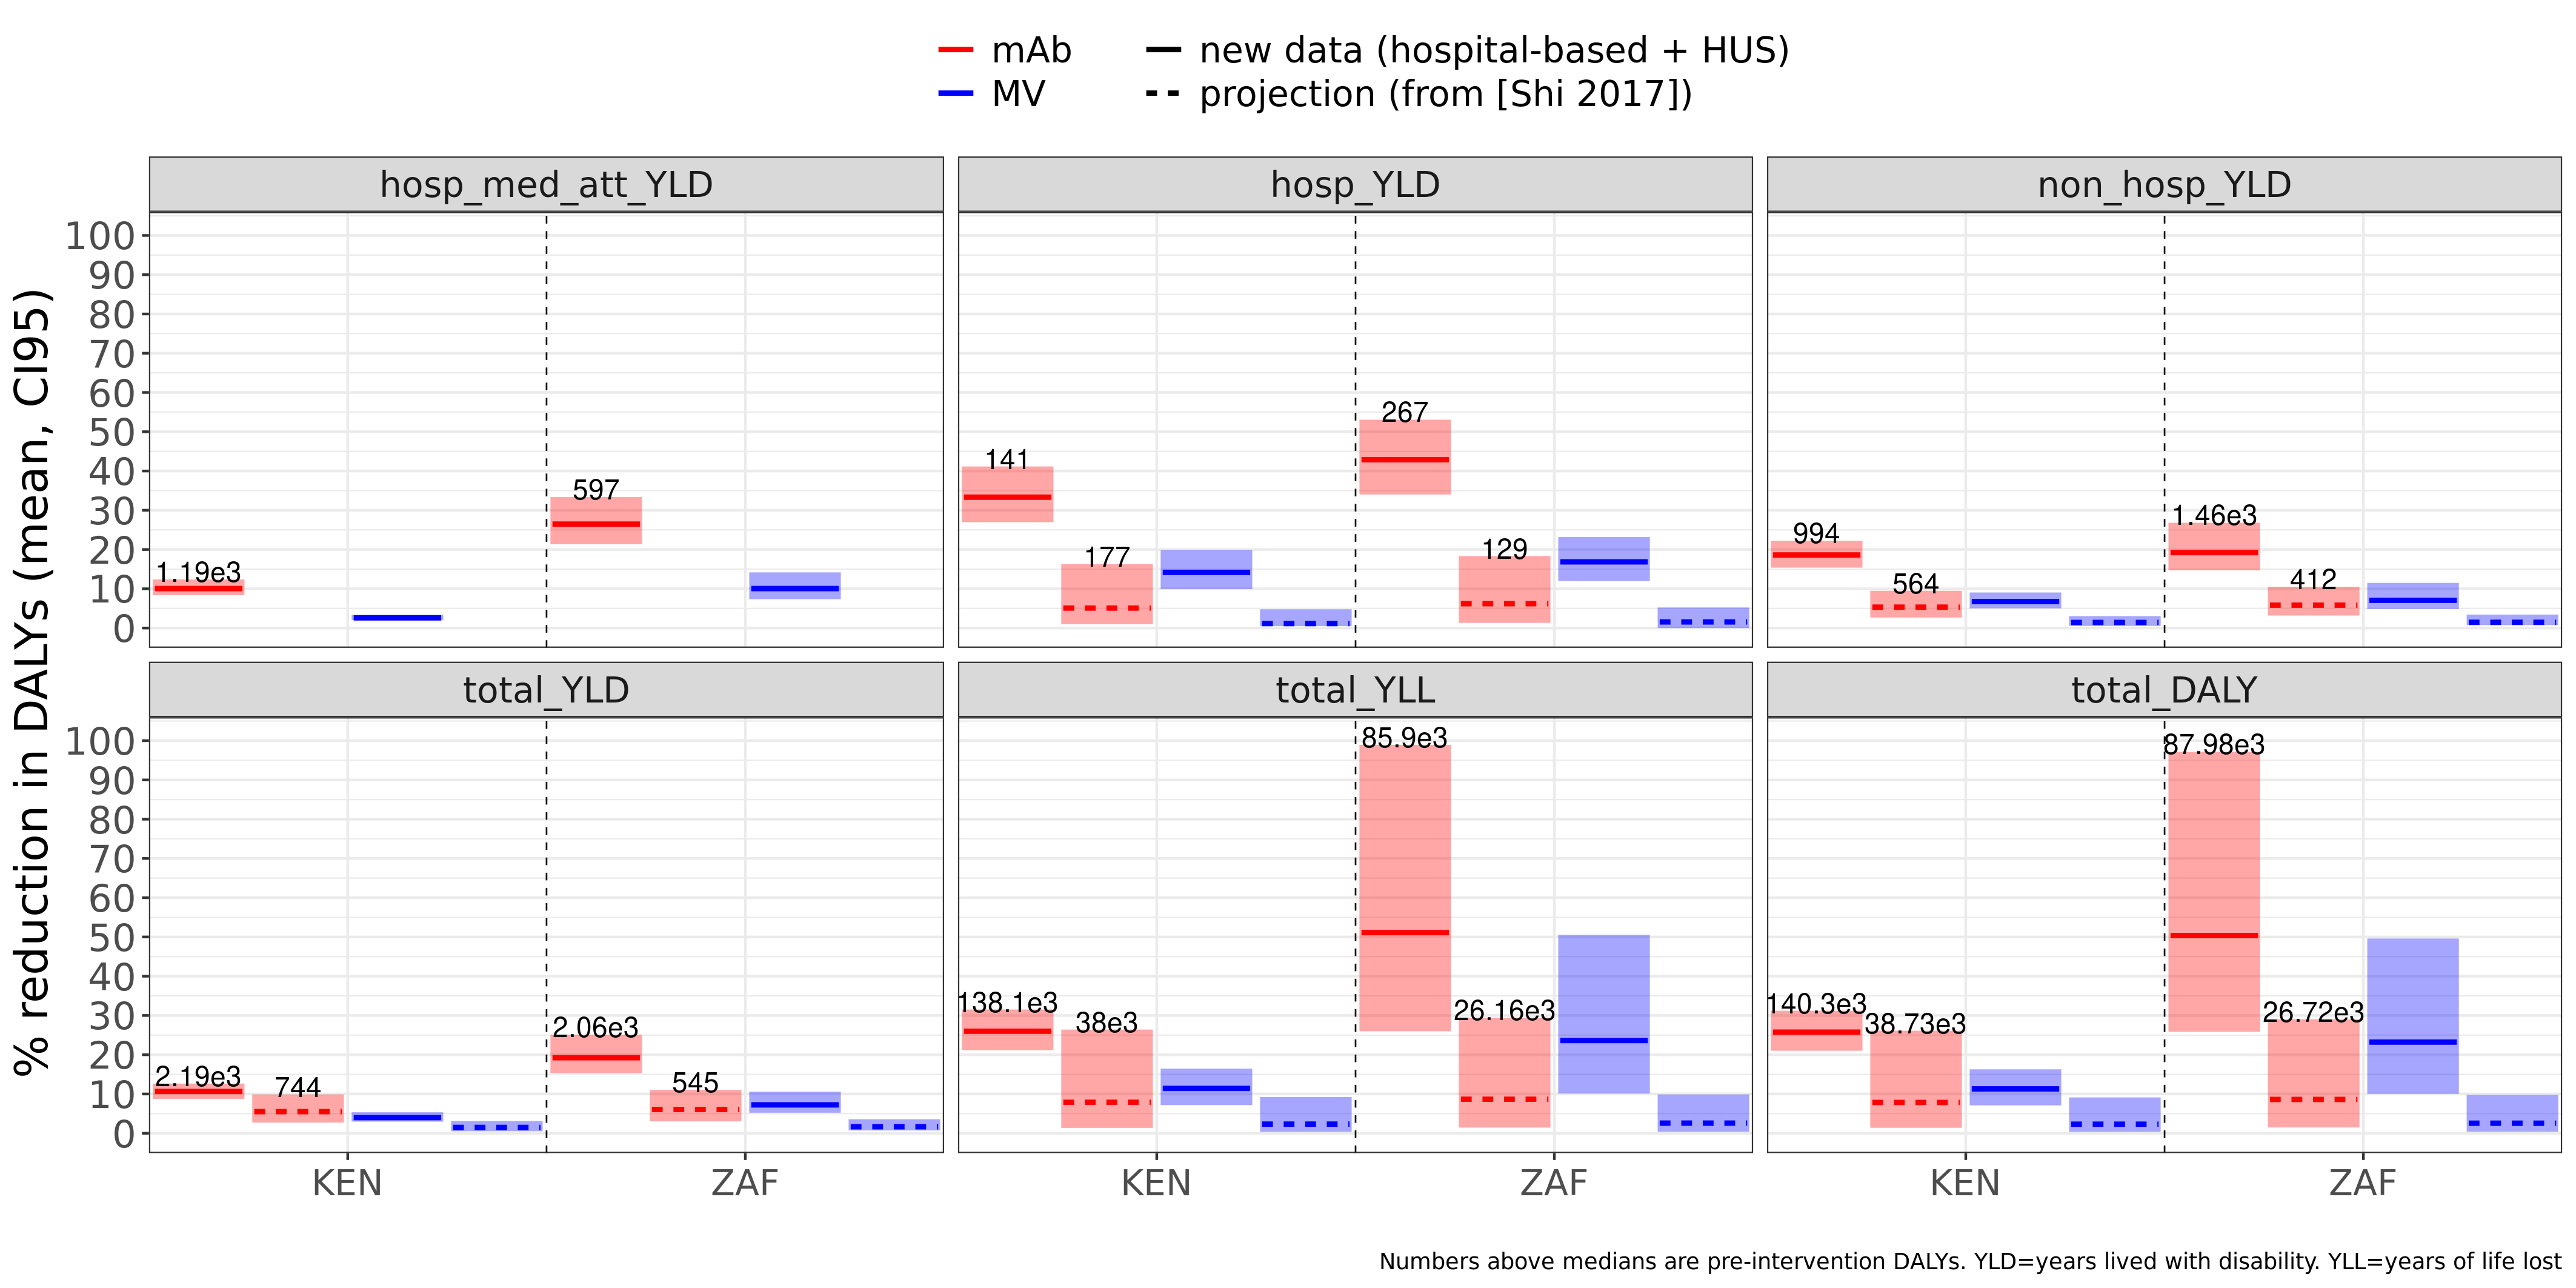 mAb
new data (hospital-based + HUS)
MV
projection (from [Shi 2017])
% reduction in DALYs (mean, CI95)
hosp_med_att_YLD
hosp_YLD
non_hosp_YLD
100
90
80
70
60
50
40
30
20
10
0
1.19e3
597
141
177
267
129
994
564
1.46e3
412
total_YLD
total_YLL
total_DALY
100
90
80
70
60
50
40
30
20
10
0
2.19e3
744
2.06e3
545
138.1e3
38e3
85.9e3
26.16e3
140.3e3
38.73e3
87.98e3
26.72e3
KEN
ZAF
KEN
ZAF
KEN
ZAF
Numbers above medians are pre-intervention DALYs. YLD=years lived with disability. YLL=years of life lost